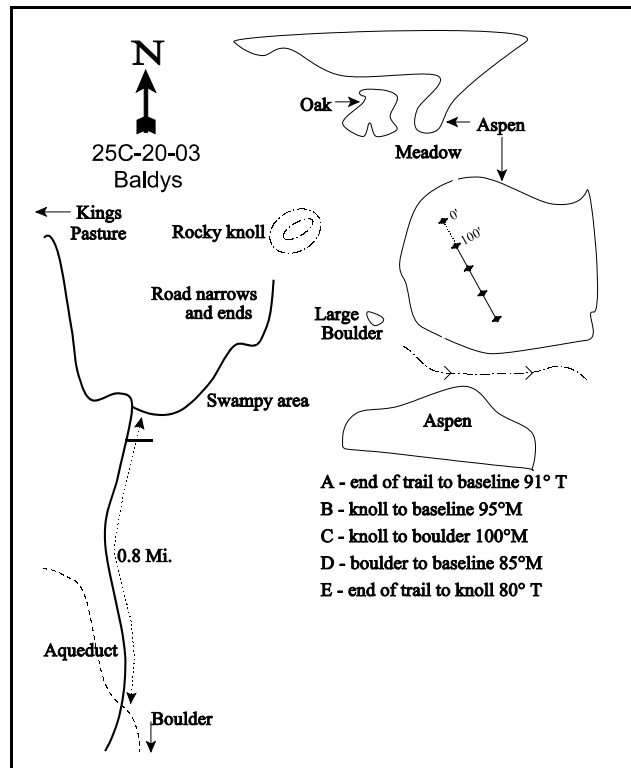 N
25C-20-03
Baldys
Oak
Aspen
Meadow
Kings
Pasture
Rocky knoll
0'
100'
Road narrows
and ends
Large
Boulder
Swampy area
Aspen
A - end of trail to baseline 91° T
B - knoll to baseline 95°M
C - knoll to boulder 100°M
D - boulder to baseline 85°M
E - end of trail to knoll 80° T
0.8 Mi.
Aqueduct
Boulder